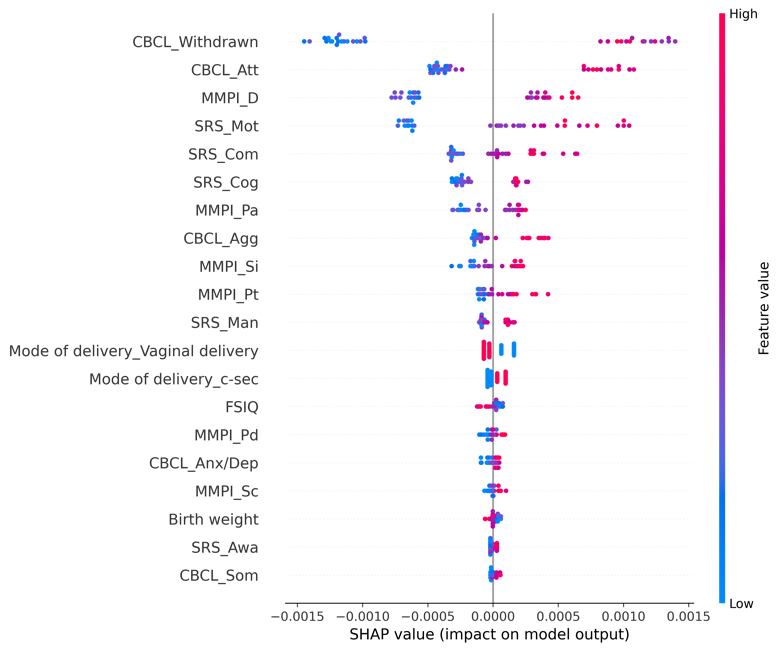 High
CBCL_Withdrawn
CBCL_Att
MMPI_D
SRS_Mot
SRS_Com
SRS_Cog
MMPI_Pa
CBCL_Agg
MMPI_Si
MMPI_Pt
SRS_Man
Mode of delivery_Vaginal delivery
Mode of delivery_c-sec
FSIQ
MMPI_Pd
CBCL_Anx/Dep
MMPI_Sc
Birth weight
SRS_Awa
CBCL_Som
Feature value
Low
−0.0015 −0.0010 −0.0005 0.0000 0.0005 0.0010 0.0015
SHAP value (impact on model output)